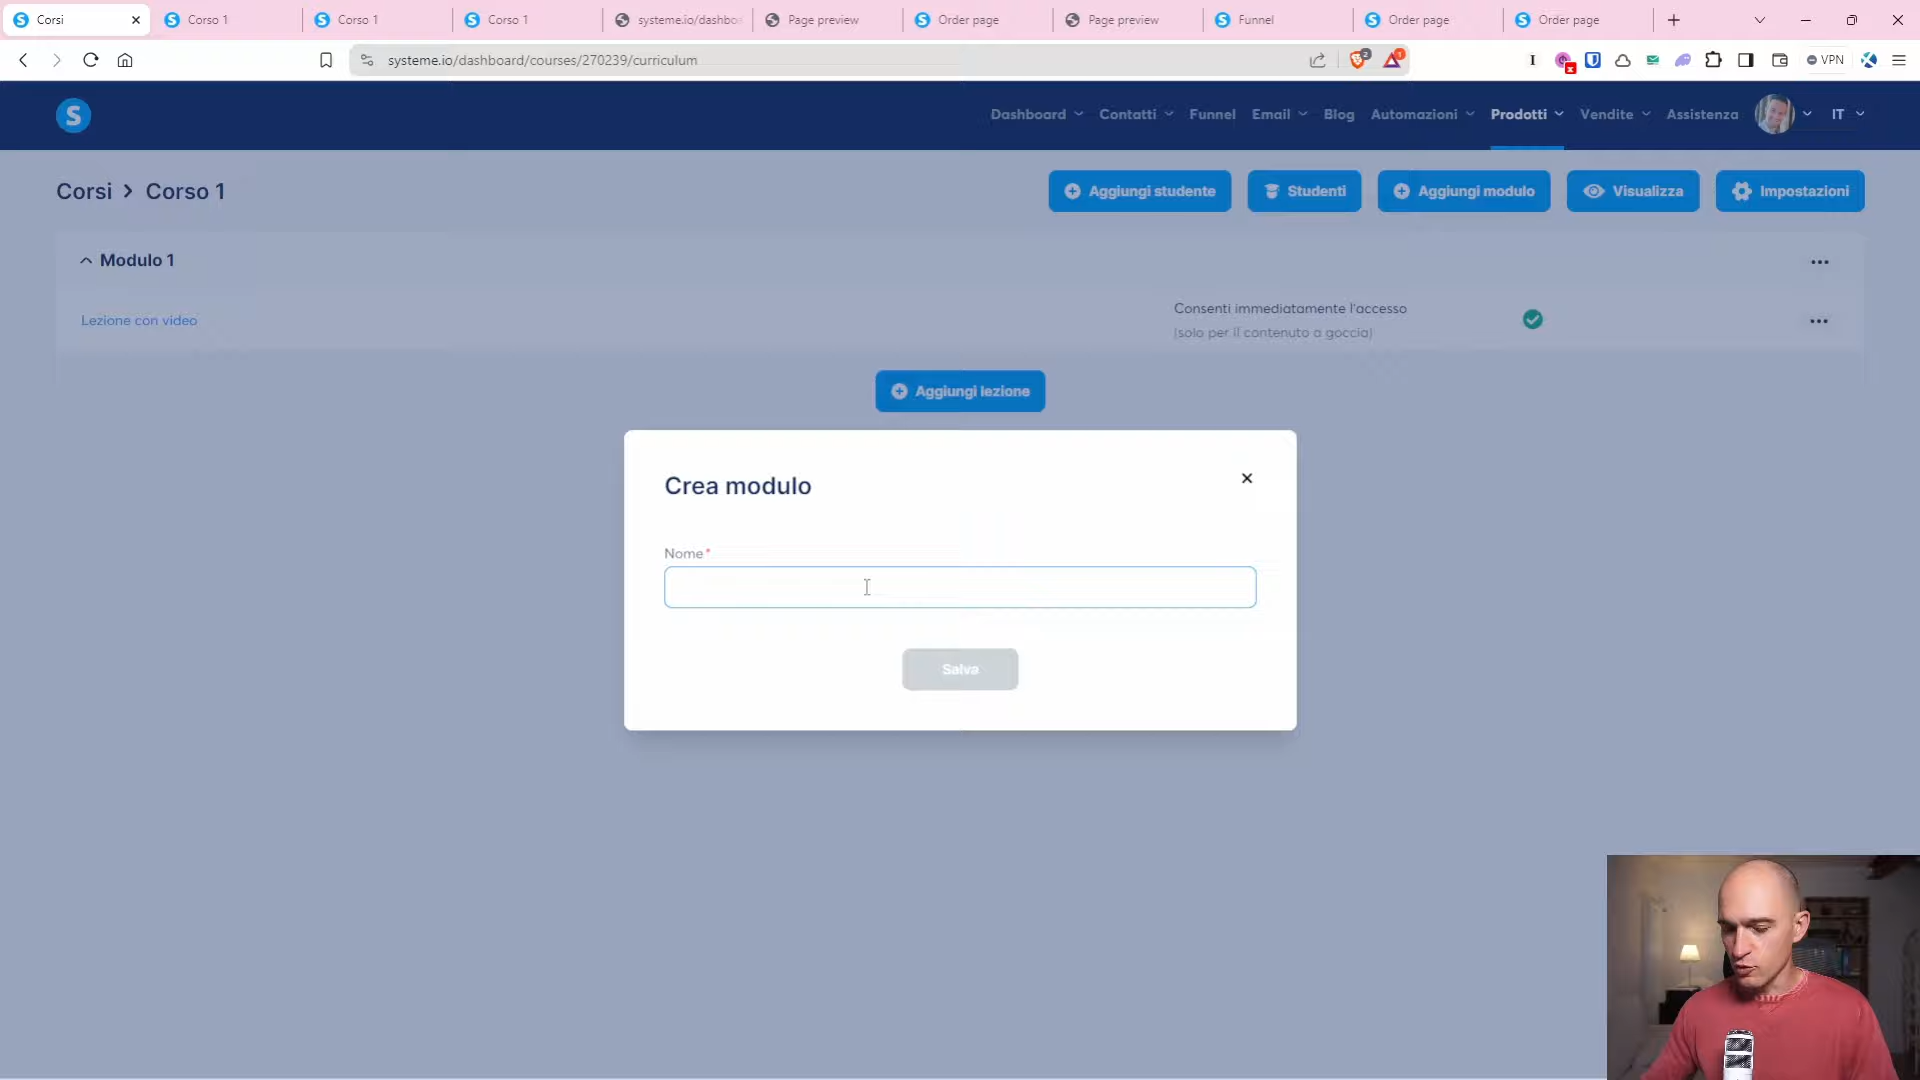 Corsi
Corso 1
Corso 1
Corso 1
systeme.io/dashbo
Page preview
Order page
Page preview
Funnel
Order page
Order page
systeme.io/dashboard/courses/270239/curriculum
2
1
VPN
S
Dashboard
Contatti
Funnel
Email
Blog
Automazioni
Prodotti
Vendite
Assistenza
IT
Corsi > Corso 1
Aggiungi studente
Studenti
Aggiungi modulo
Visualizza
Impostazioni
Modulo 1
Lezione con video
Consenti immediatamente l'accesso
(solo per il contenuto a goccia)
Aggiungi lezione
Crea modulo
Nome*
Salva